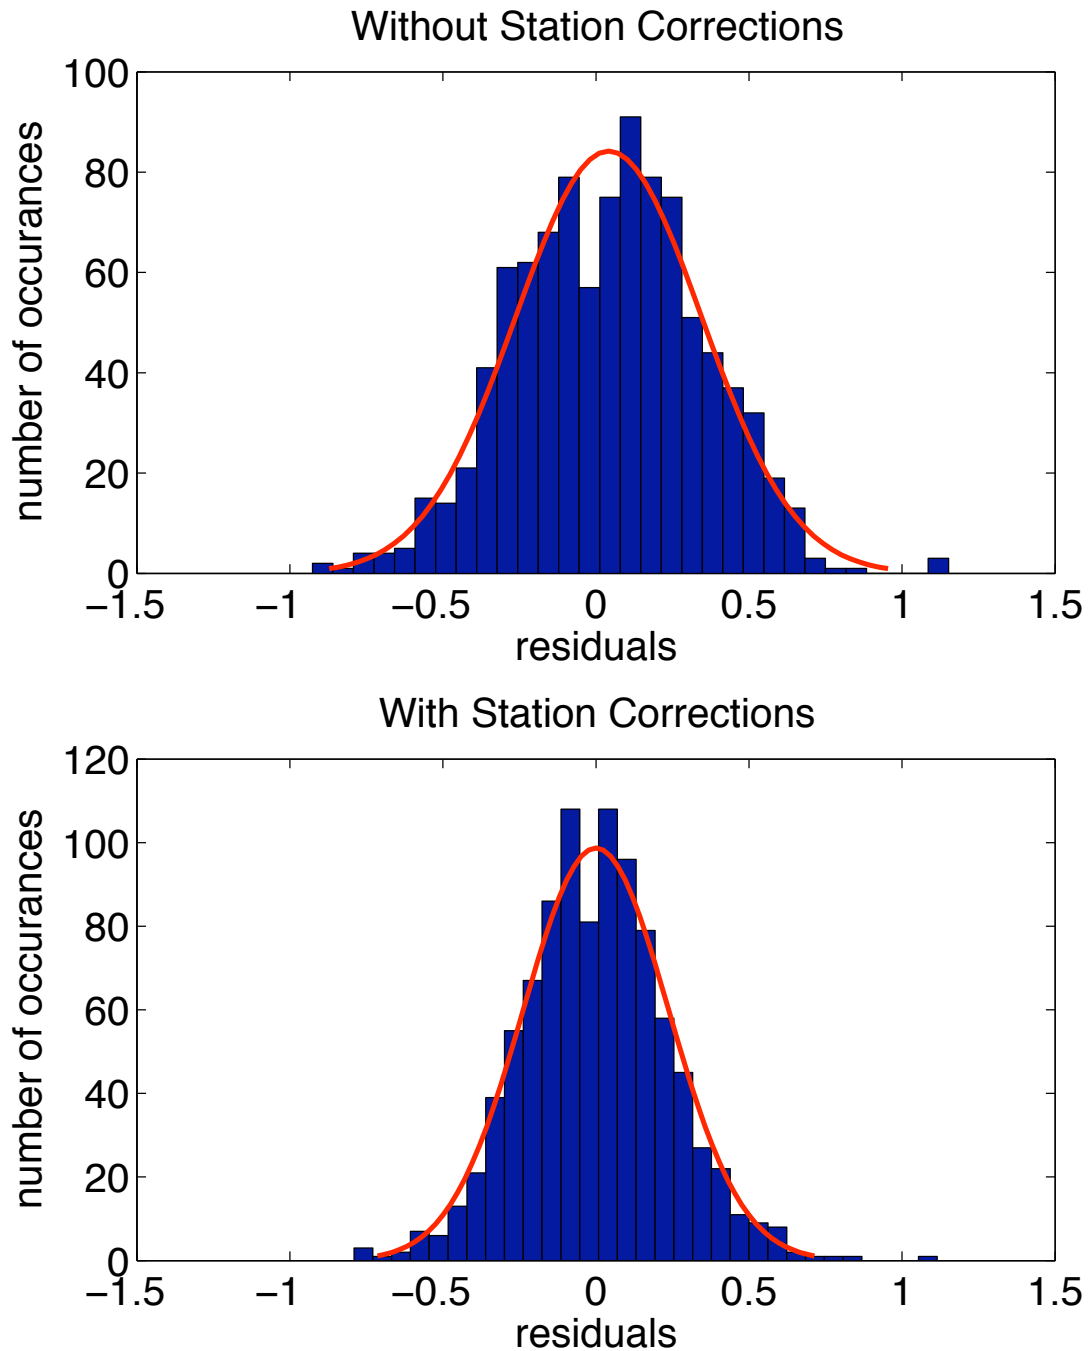 Without Station Corrections
100
80
60
40
20
0
number of occurances
−1.5 −1 −0.5 0 0.5 1 1.5
residuals
With Station Corrections
120
100
80
60
40
20
0
number of occurances
−1.5 −1 −0.5 0 0.5 1 1.5
residuals